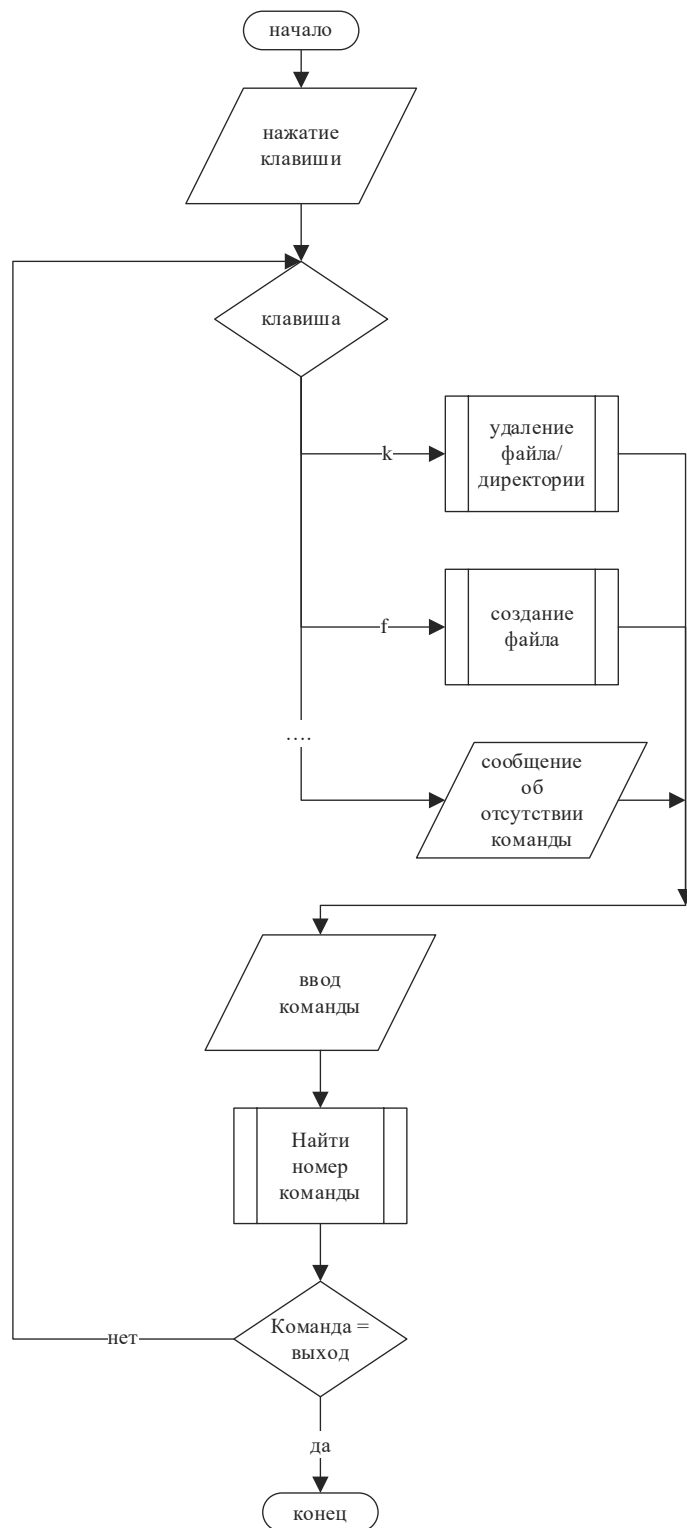 начало
нажатие
клавиши
клавиша
k
удаление
файла/
директории
f
создание
файла
....
сообщение
об
отсутствии
команды
ввод
команды
Найти
номер
команды
Команда =
выход
нет
да
конец